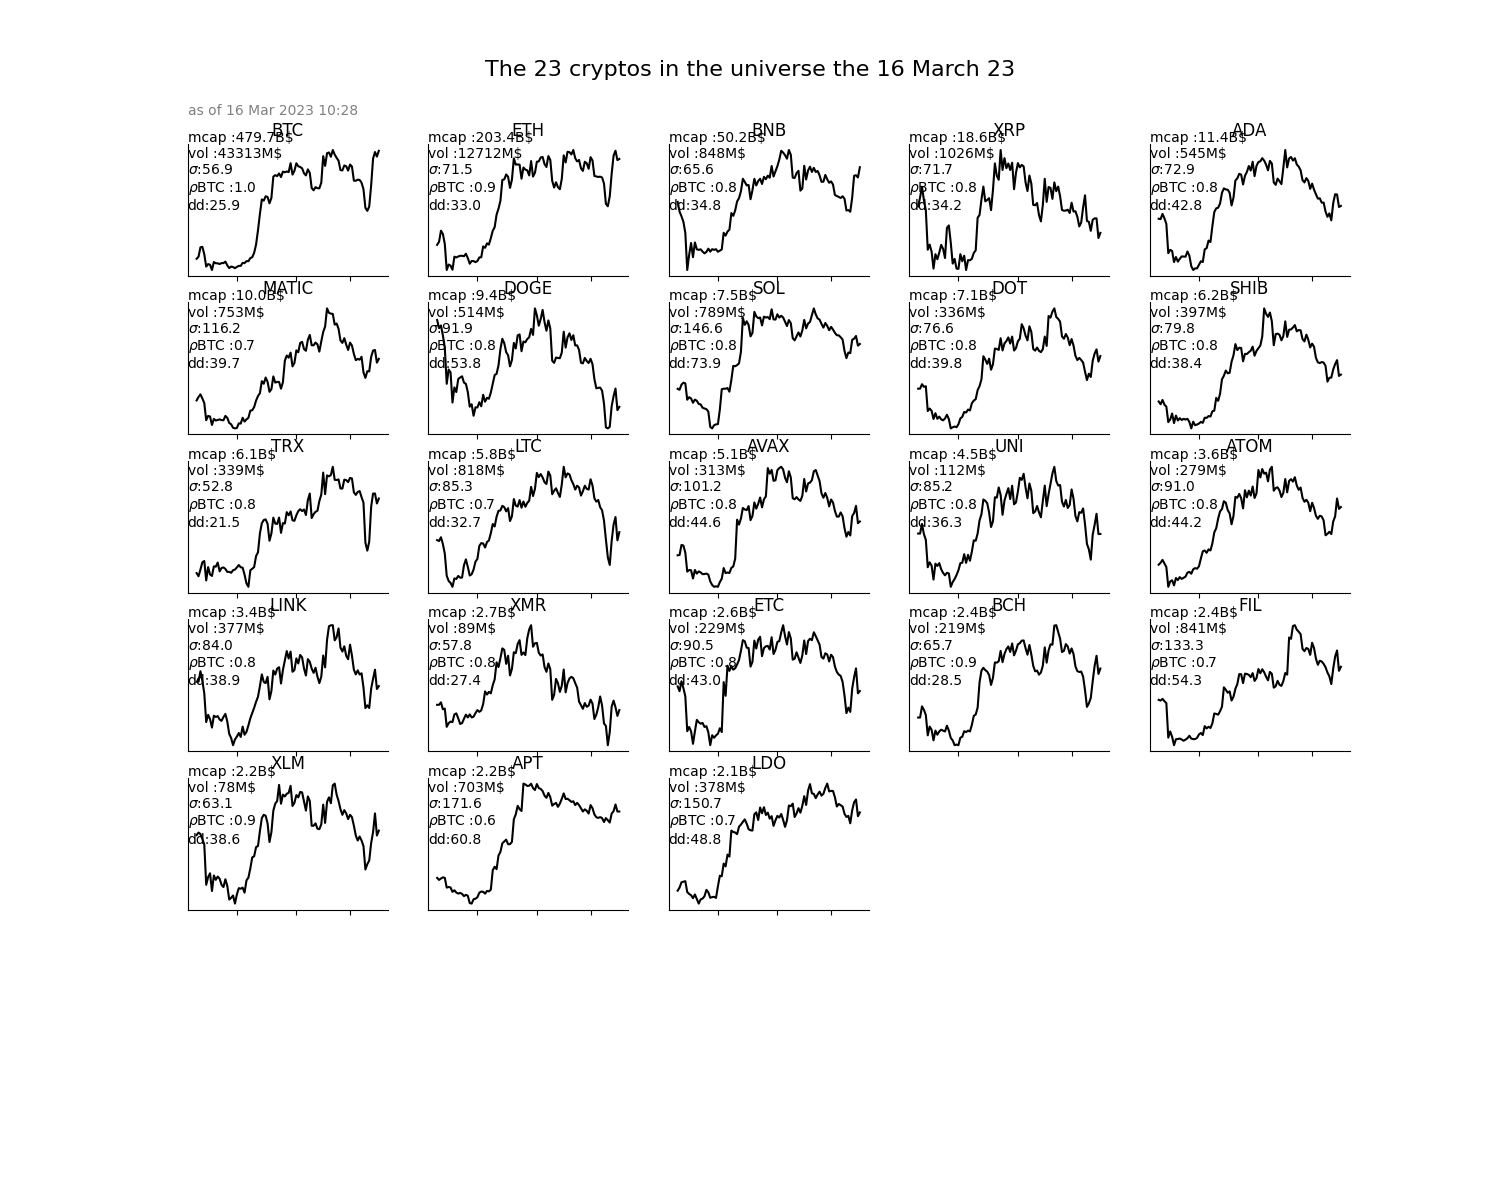 The 23 cryptos in the universe the 16 March 23
as of 16 Mar 2023 10:28
BTC
mcap :479.7B$
vol :43313M$
σ:56.9
ρBTC :1.0
dd:25.9
ETH
mcap :203.4B$
vol :12712M$
σ:71.5
ρBTC :0.9
dd:33.0
BNB
mcap :50.2B$
vol :848M$
σ:65.6
ρBTC :0.8
dd:34.8
XRP
mcap :18.6B$
vol :1026M$
σ:71.7
ρBTC :0.8
dd:34.2
ADA
mcap :11.4B$
vol :545M$
σ:72.9
ρBTC :0.8
dd:42.8
MATIC
mcap :10.0B$
vol :753M$
σ:116.2
ρBTC :0.7
dd:39.7
DOGE
mcap :9.4B$
vol :514M$
σ:91.9
ρBTC :0.8
dd:53.8
SOL
mcap :7.5B$
vol :789M$
σ:146.6
ρBTC :0.8
dd:73.9
DOT
mcap :7.1B$
vol :336M$
σ:76.6
ρBTC :0.8
dd:39.8
SHIB
mcap :6.2B$
vol :397M$
σ:79.8
ρBTC :0.8
dd:38.4
TRX
mcap :6.1B$
vol :339M$
σ:52.8
ρBTC :0.8
dd:21.5
LTC
mcap :5.8B$
vol :818M$
σ:85.3
ρBTC :0.7
dd:32.7
AVAX
mcap :5.1B$
vol :313M$
σ:101.2
ρBTC :0.8
dd:44.6
UNI
mcap :4.5B$
vol :112M$
σ:85.2
ρBTC :0.8
dd:36.3
ATOM
mcap :3.6B$
vol :279M$
σ:91.0
ρBTC :0.8
dd:44.2
LINK
mcap :3.4B$
vol :377M$
σ:84.0
ρBTC :0.8
dd:38.9
XMR
mcap :2.7B$
vol :89M$
σ:57.8
ρBTC :0.8
dd:27.4
ETC
mcap :2.6B$
vol :229M$
σ:90.5
ρBTC :0.8
dd:43.0
BCH
mcap :2.4B$
vol :219M$
σ:65.7
ρBTC :0.9
dd:28.5
FIL
mcap :2.4B$
vol :841M$
σ:133.3
ρBTC :0.7
dd:54.3
XLM
mcap :2.2B$
vol :78M$
σ:63.1
ρBTC :0.9
dd:38.6
APT
mcap :2.2B$
vol :703M$
σ:171.6
ρBTC :0.6
dd:60.8
LDO
mcap :2.1B$
vol :378M$
σ:150.7
ρBTC :0.7
dd:48.8